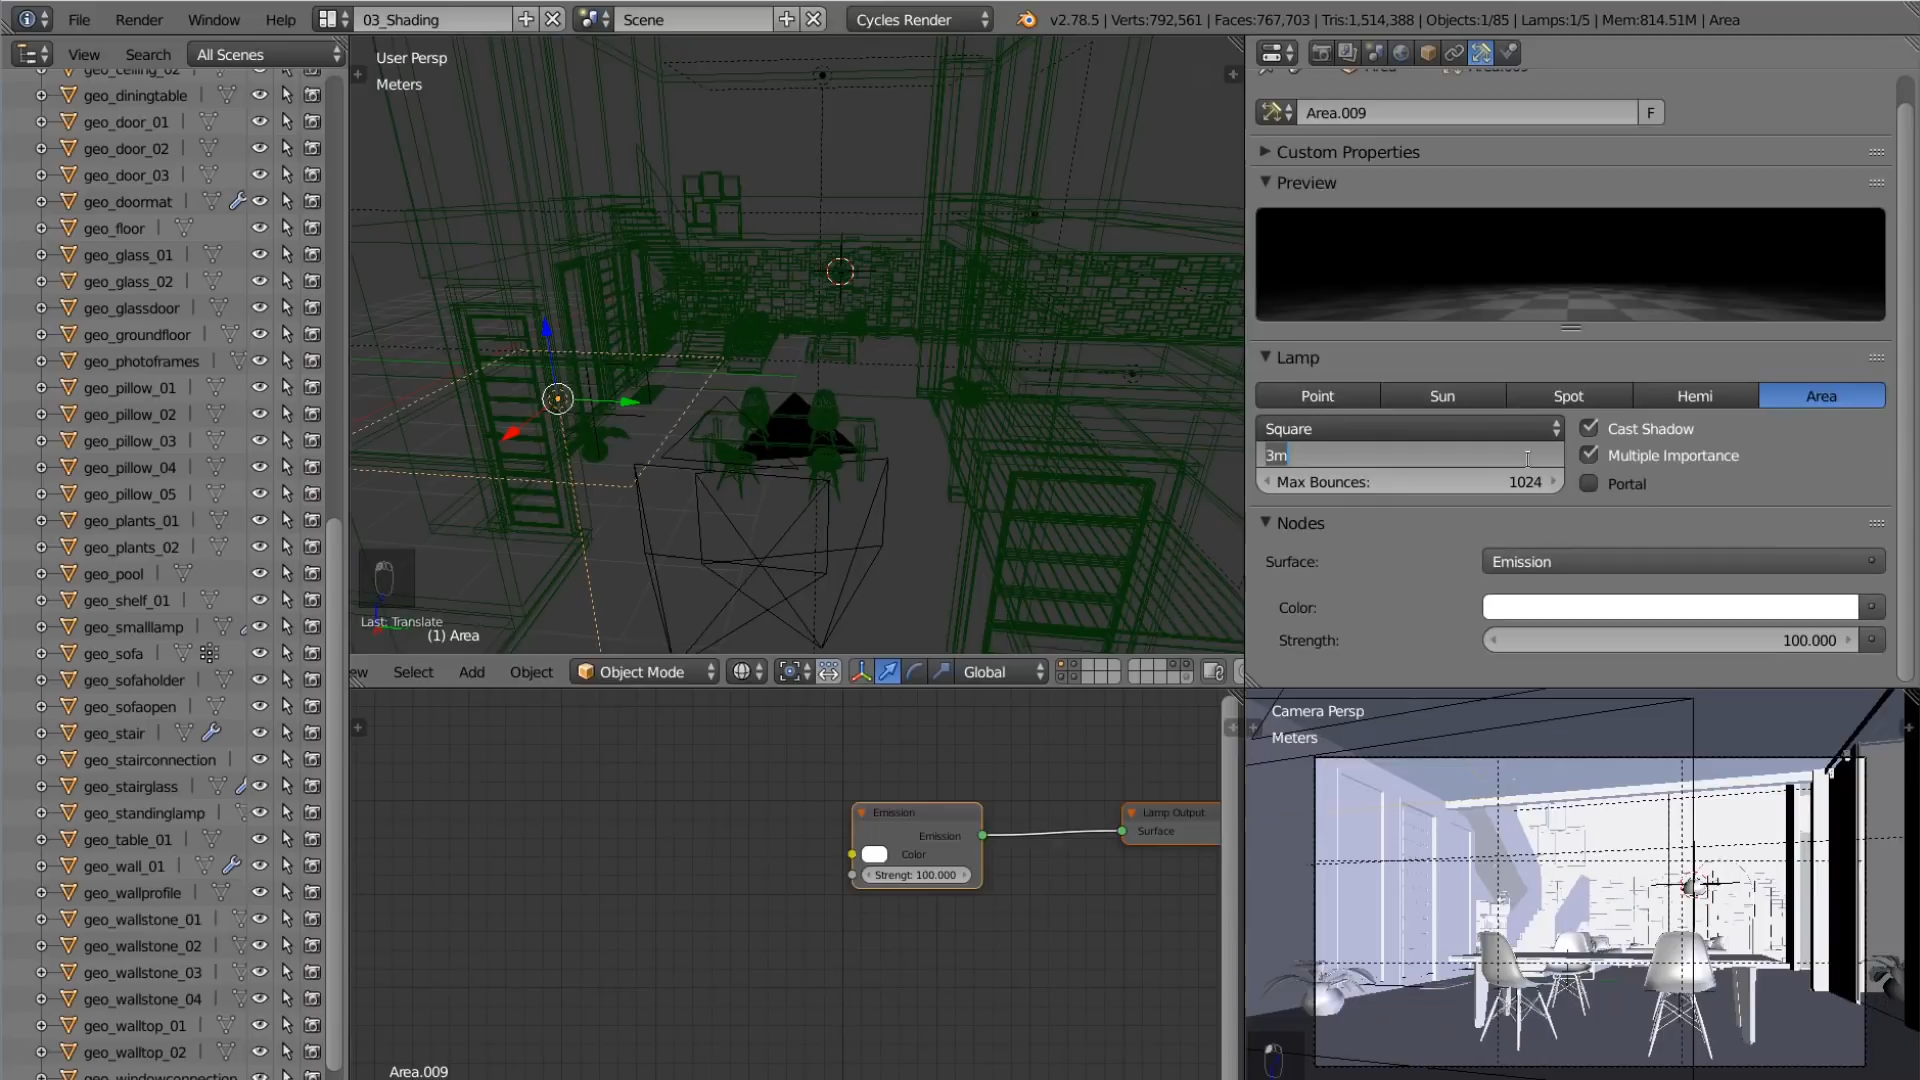 File Render Window Help 03_Shading Scene Cycles Render v2.78.5 | Verts:792,561 | Faces:767,703 | Tris:1,514,388 | Objects:1/85 | Lamps:1/5 | Mem:814.51M | Area
View Search All Scenes
geo_ceiling_02
geo_diningtable
geo_door_01
geo_door_02
geo_door_03
geo_doormat
geo_floor
geo_glass_01
geo_glass_02
geo_glassdoor
geo_groundfloor
geo_photoframes
geo_pillow_01
geo_pillow_02
geo_pillow_03
geo_pillow_04
geo_pillow_05
geo_plants_01
geo_plants_02
geo_pool
geo_shelf_01
geo_smalllamp
geo_sofa
geo_sofaholder
geo_sofaopen
geo_stair
geo_stairconnection
geo_stairglass
geo_standinglamp
geo_table_01
geo_wall_01
geo_wallprofile
geo_wallstone_01
geo_wallstone_02
geo_wallstone_03
geo_wallstone_04
geo_walltop_01
geo_walltop_02
geo_windowconnection
User Persp
Meters
Last: Translate
(1) Area
ew Select Add Object Object Mode Global
Emission
Emission
Color
Strengt: 100.000
Lamp Output
Surface
Area.009
Area.009 F
Custom Properties
Preview
Lamp
Point Sun Spot Hemi Area
Square Cast Shadow
3m Multiple Importance
Max Bounces: 1024 Portal
Nodes
Surface: Emission
Color:
Strength: 100.000
Camera Persp
Meters